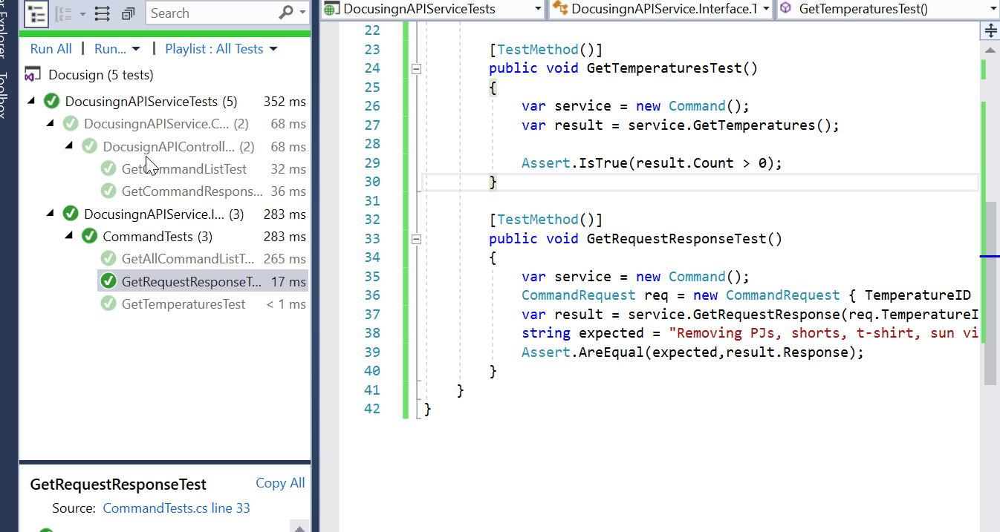 r Explorer
Toolbox
Search
Run All | Run... | Playlist : All Tests
Docusign (5 tests)
DocusingnAPIServiceTests (5) 352 ms
DocusingnAPIService.C... (2) 68 ms
DocusignAPIControll... (2) 68 ms
GetCommandListTest 32 ms
GetCommandRespons... 36 ms
DocusingnAPIService.I... (3) 283 ms
CommandTests (3) 283 ms
GetAllCommandListT... 265 ms
GetRequestResponseT... 17 ms
GetTemperaturesTest < 1 ms
GetRequestResponseTest Copy All
Source: CommandTests.cs line 33
DocusingnAPIServiceTests DocusingnAPIService.Interface.T GetTemperaturesTest()
22
23 [TestMethod()]
24 public void GetTemperaturesTest()
25 {
26 var service = new Command();
27 var result = service.GetTemperatures();
28
29 Assert.IsTrue(result.Count > 0);
30 }
31
32 [TestMethod()]
33 public void GetRequestResponseTest()
34 {
35 var service = new Command();
36 CommandRequest req = new CommandRequest { TemperatureID
37 var result = service.GetRequestResponse(req.TemperatureI
38 string expected = "Removing PJs, shorts, t-shirt, sun vi
39 Assert.AreEqual(expected,result.Response);
40 }
41 }
42 }